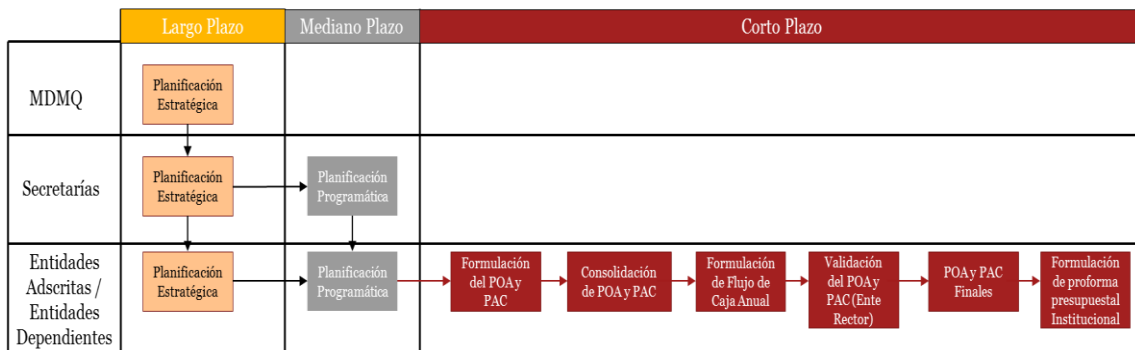 Largo Plazo
Mediano Plazo
Corto Plazo
MDMQ
Planificación
Estratégica
Secretarías
Planificación
Estratégica
Planificación
Programática
Entidades
Adscritas /
Entidades
Dependientes
Planificación
Estratégica
Planificación
Programática
Formulación
del POA y
PAC
Consolidación
de POA y PAC
Formulación
de Flujo de
Caja Anual
Validación
del POA y
PAC (Ente
Rector)
POA y PAC
Finales
Formulación
de proforma
presupuestal
Institucional